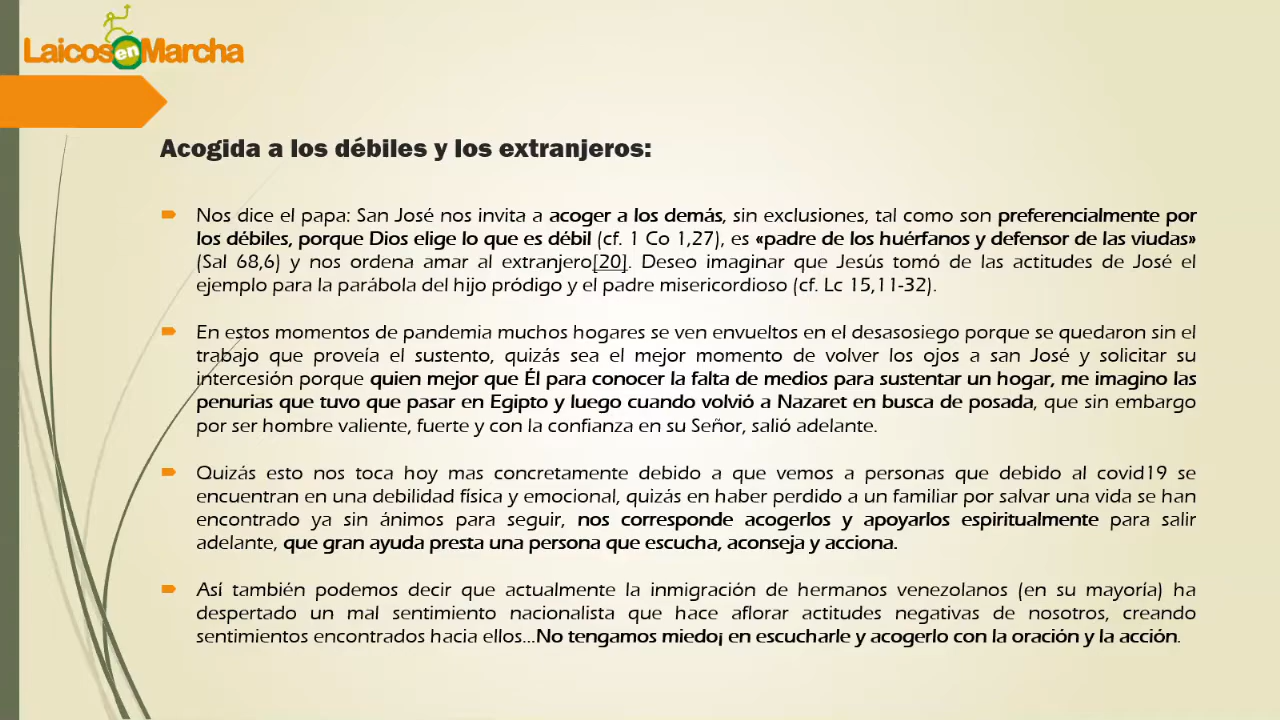 Laicos en Marcha
Acogida a los débiles y los extranjeros:
Nos dice el papa: San José nos invita a acoger a los demás, sin exclusiones, tal como son preferencialmente por
los débiles, porque Dios elige lo que es débil (cf. 1 Co 1,27), es «padre de los huérfanos y defensor de las viudas»
(Sal 68,6) y nos ordena amar al extranjero[20]. Deseo imaginar que Jesús tomó de las actitudes de José el
ejemplo para la parábola del hijo pródigo y el padre misericordioso (cf. Lc 15,11-32).
En estos momentos de pandemia muchos hogares se ven envueltos en el desasosiego porque se quedaron sin el
trabajo que proveía el sustento, quizás sea el mejor momento de volver los ojos a san José y solicitar su
intercesión porque quien mejor que Él para conocer la falta de medios para sustentar un hogar, me imagino las
penurias que tuvo que pasar en Egipto y luego cuando volvió a Nazaret en busca de posada, que sin embargo
por ser hombre valiente, fuerte y con la confianza en su Señor, salió adelante.
Quizás esto nos toca hoy mas concretamente debido a que vemos a personas que debido al covid19 se
encuentran en una debilidad física y emocional, quizás en haber perdido a un familiar por salvar una vida se han
encontrado ya sin ánimos para seguir, nos corresponde acogerlos y apoyarlos espiritualmente para salir
adelante, que gran ayuda presta una persona que escucha, aconseja y acciona.
Así también podemos decir que actualmente la inmigración de hermanos venezolanos (en su mayoría) ha
despertado un mal sentimiento nacionalista que hace aflorar actitudes negativas de nosotros, creando
sentimientos encontrados hacia ellos...No tengamos miedo¡ en escucharle y acogerlo con la oración y la acción.